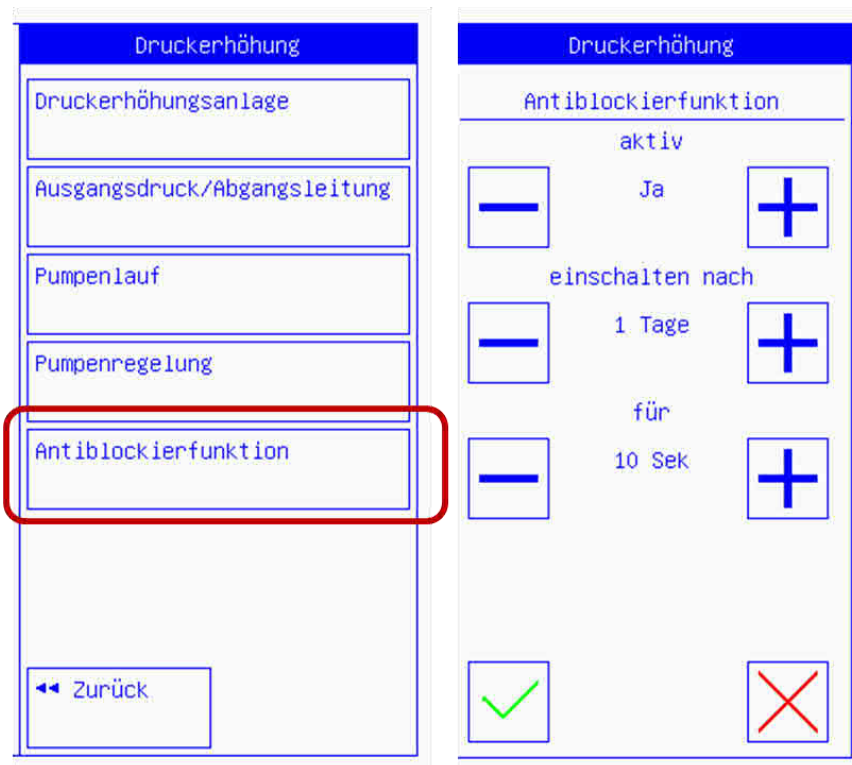 Druckerhöhung
Druckerhöhungsanlage
Ausgangsdruck/Abgangsleitung
Pumpenlauf
Pumpenregelung
Antiblockierfunktion
◄◄ Zurück
Druckerhöhung
Antiblockierfunktion
aktiv
Ja
einschalten nach
1 Tage
für
10 Sek